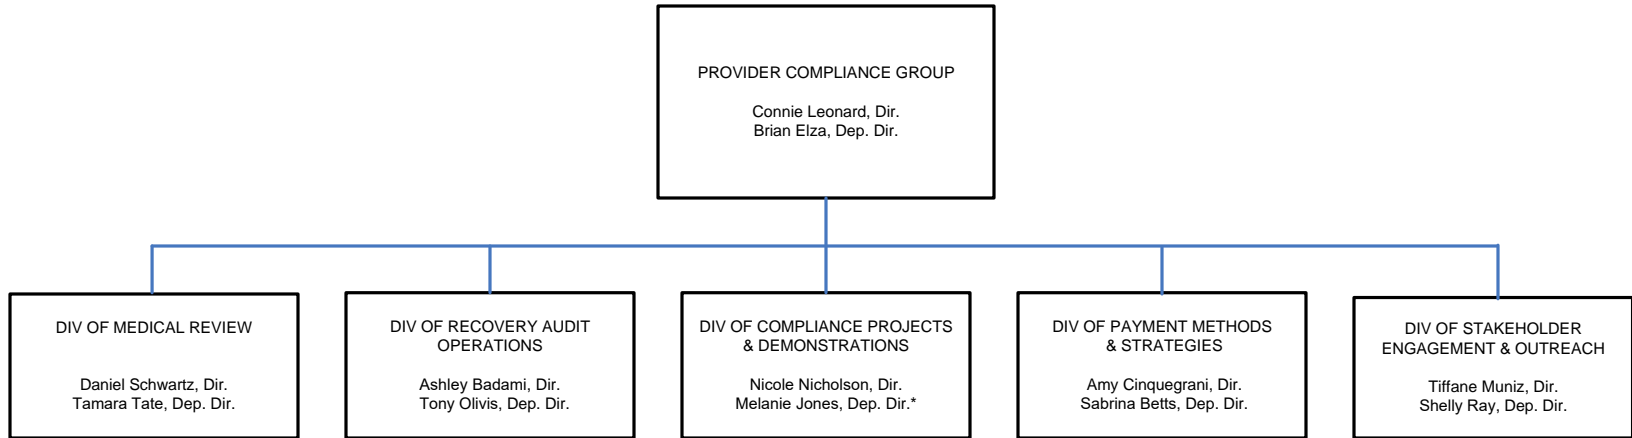 PROVIDER COMPLIANCE GROUP
Connie Leonard, Dir.
Brian Elza, Dep. Dir.
DIV OF MEDICAL REVIEW
Daniel Schwartz, Dir.
Tamara Tate, Dep. Dir.
DIV OF RECOVERY AUDIT
OPERATIONS
Ashley Badami, Dir.
Tony Olivis, Dep. Dir.
DIV OF COMPLIANCE PROJECTS
& DEMONSTRATIONS
Nicole Nicholson, Dir.
Melanie Jones, Dep. Dir.*
DIV OF PAYMENT METHODS
& STRATEGIES
Amy Cinquegrani, Dir.
Sabrina Betts, Dep. Dir.
DIV OF STAKEHOLDER
ENGAGEMENT & OUTREACH
Tiffane Muniz, Dir.
Shelly Ray, Dep. Dir.